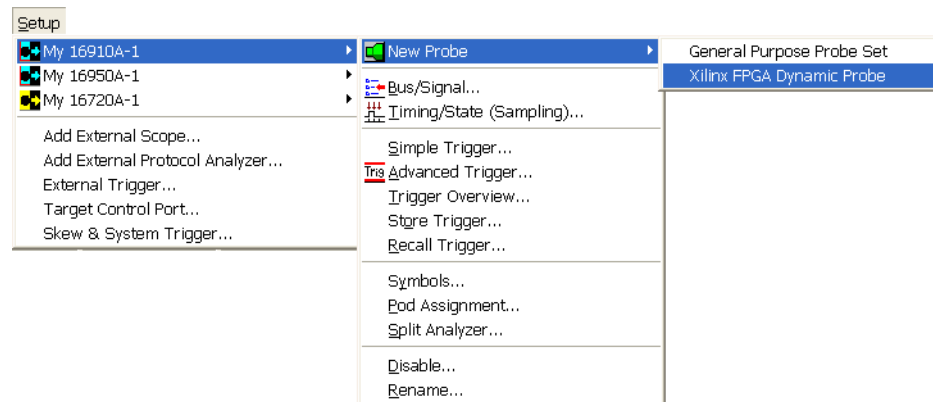 Setup
My 16910A-1
My 16950A-1
My 16720A-1
Add External Scope...
Add External Protocol Analyzer...
External Trigger...
Target Control Port...
Skew & System Trigger...
New Probe
Bus/Signal...
Timing/State (Sampling)...
Simple Trigger...
Trig Advanced Trigger...
Trigger Overview...
Store Trigger...
Recall Trigger...
Symbols...
Pod Assignment...
Split Analyzer...
Disable...
Rename...
General Purpose Probe Set
Xilinx FPGA Dynamic Probe